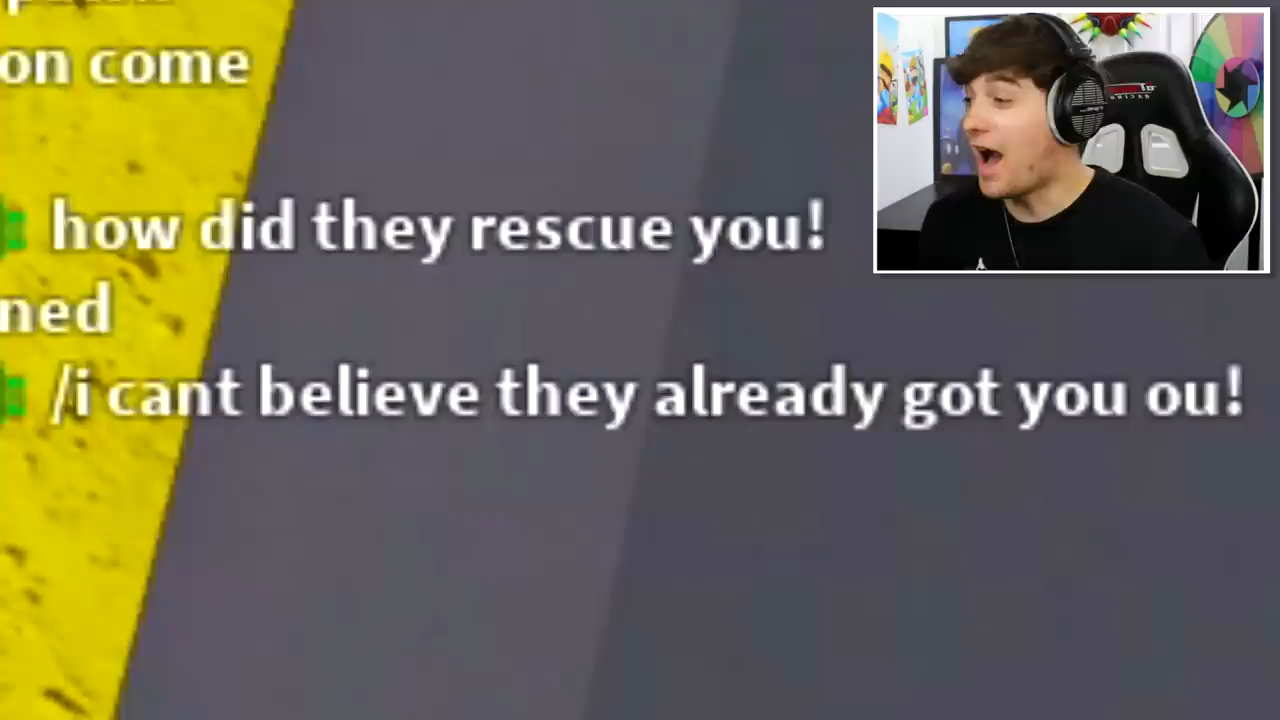 on come
how did they rescue you!
ned
/i cant believe they already got you ou!